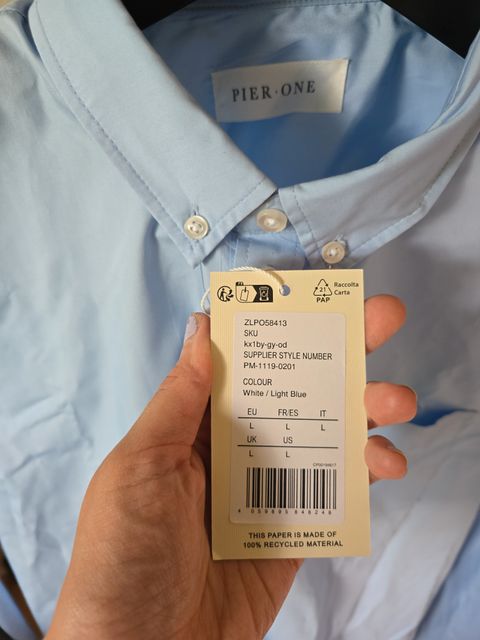 PIER·ONE
21
PAP
Raccolta
Carta
ZLPO58413
SKU
kx1by-gy-od
SUPPLIER STYLE NUMBER
PM-1119-0201
COLOUR
White / Light Blue
EU FR/ES IT
L L L
UK US
L L
THIS PAPER IS MADE OF
100% RECYCLED MATERIAL